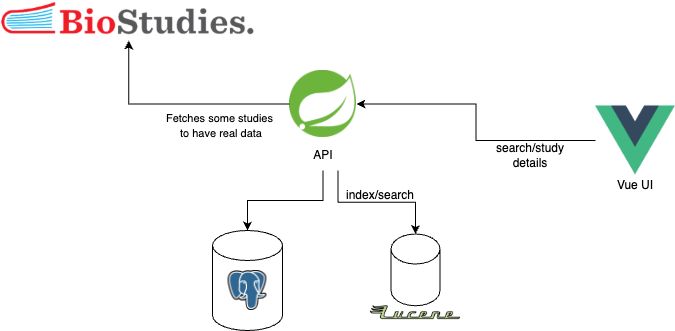 BioStudies.
Fetches some studies
to have real data
API
search/study
details
Vue UI
index/search
Lucene